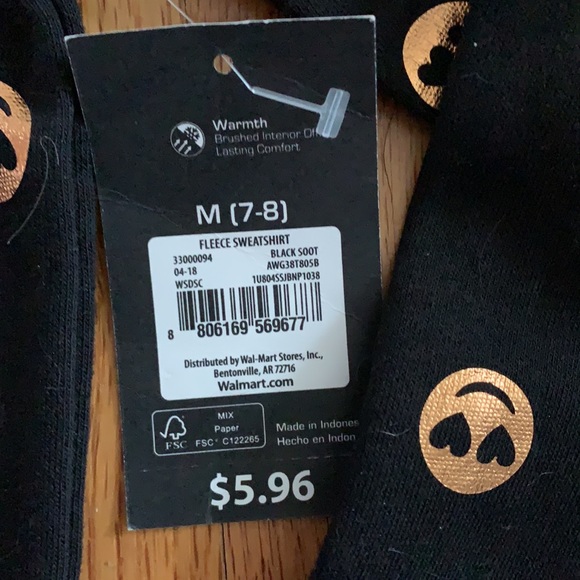 Warmth
Brushed Interior Off
Lasting Comfort
M (7-8)
FLEECE SWEATSHIRT
33000094 BLACK SOOT
04-18 AWG38T805B
WSDSC 1U804SSJBNP1038
8 806169 569677
Distributed by Wal-Mart Stores, Inc.,
Bentonville, AR 72716
Walmart.com
FSC
MIX
Paper
FSC® C122265
Made in Indones
Hecho en Indon
$5.96